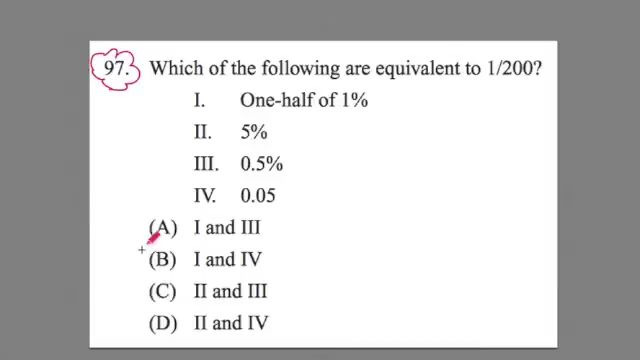 97. Which of the following are equivalent to 1/200?
I. One-half of 1%
II. 5%
III. 0.5%
IV. 0.05
(A) I and III
(B) I and IV
(C) II and III
(D) II and IV